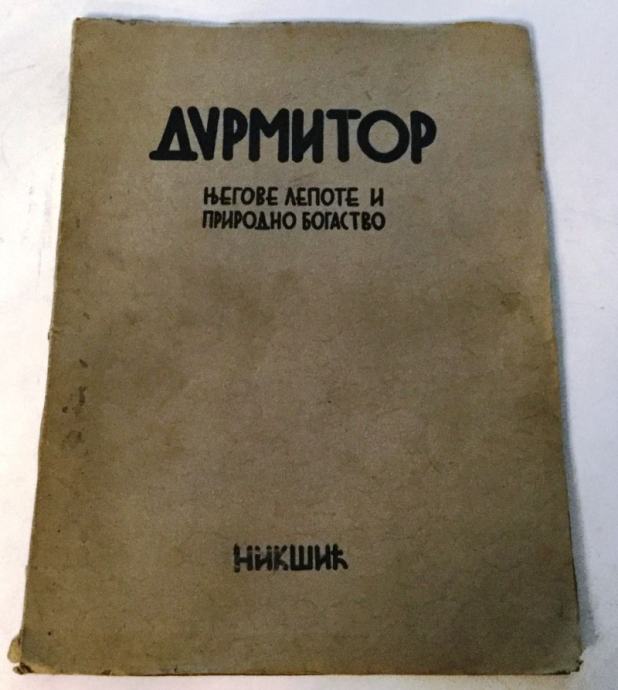 ДУРМИТОР
ЊЕГОВЕ ЛЕПОТЕ И
ПРИРОДНО БОГАСТВО
НИКШИЋ